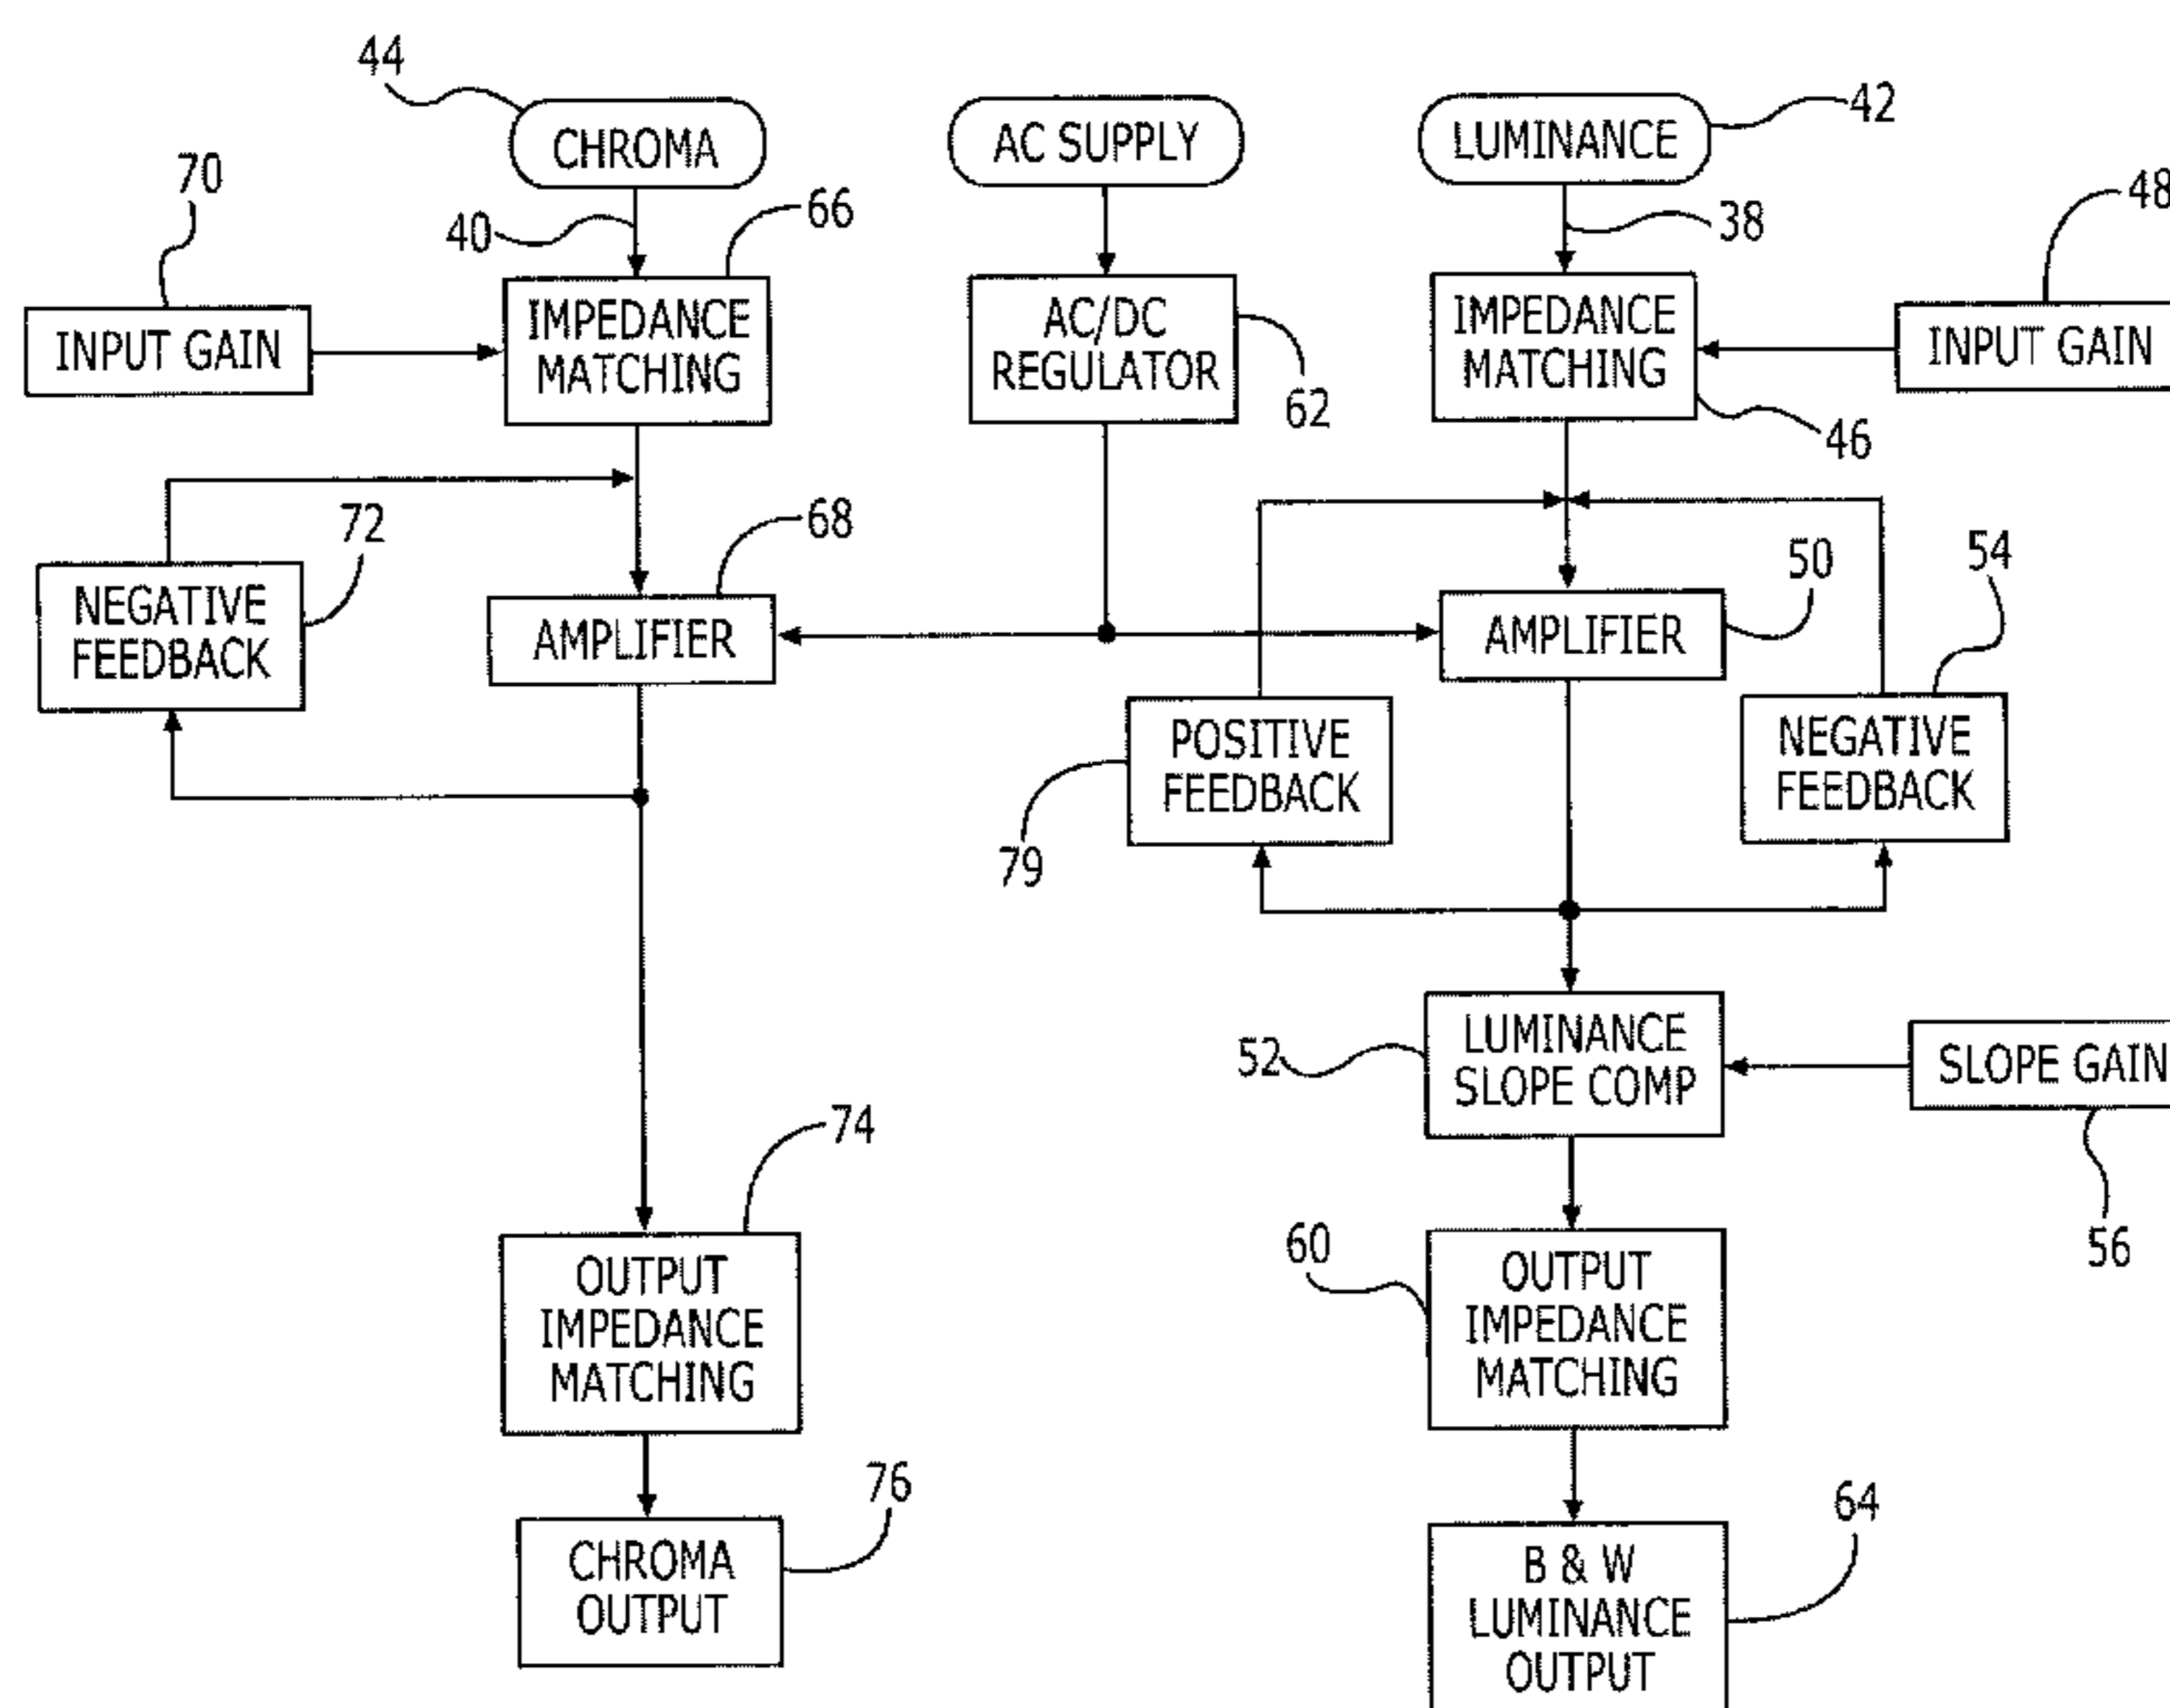 44
CHROMA
AC SUPPLY
LUMINANCE
42
70
40
66
38
48
INPUT GAIN
IMPEDANCE
MATCHING
AC/DC
REGULATOR
62
IMPEDANCE
MATCHING
46
INPUT GAIN
72
NEGATIVE
FEEDBACK
68
AMPLIFIER
50
AMPLIFIER
54
POSITIVE
FEEDBACK
79
NEGATIVE
FEEDBACK
52
LUMINANCE
SLOPE COMP
SLOPE GAIN
56
74
OUTPUT
IMPEDANCE
MATCHING
60
OUTPUT
IMPEDANCE
MATCHING
76
CHROMA
OUTPUT
64
B & W
LUMINANCE
OUTPUT